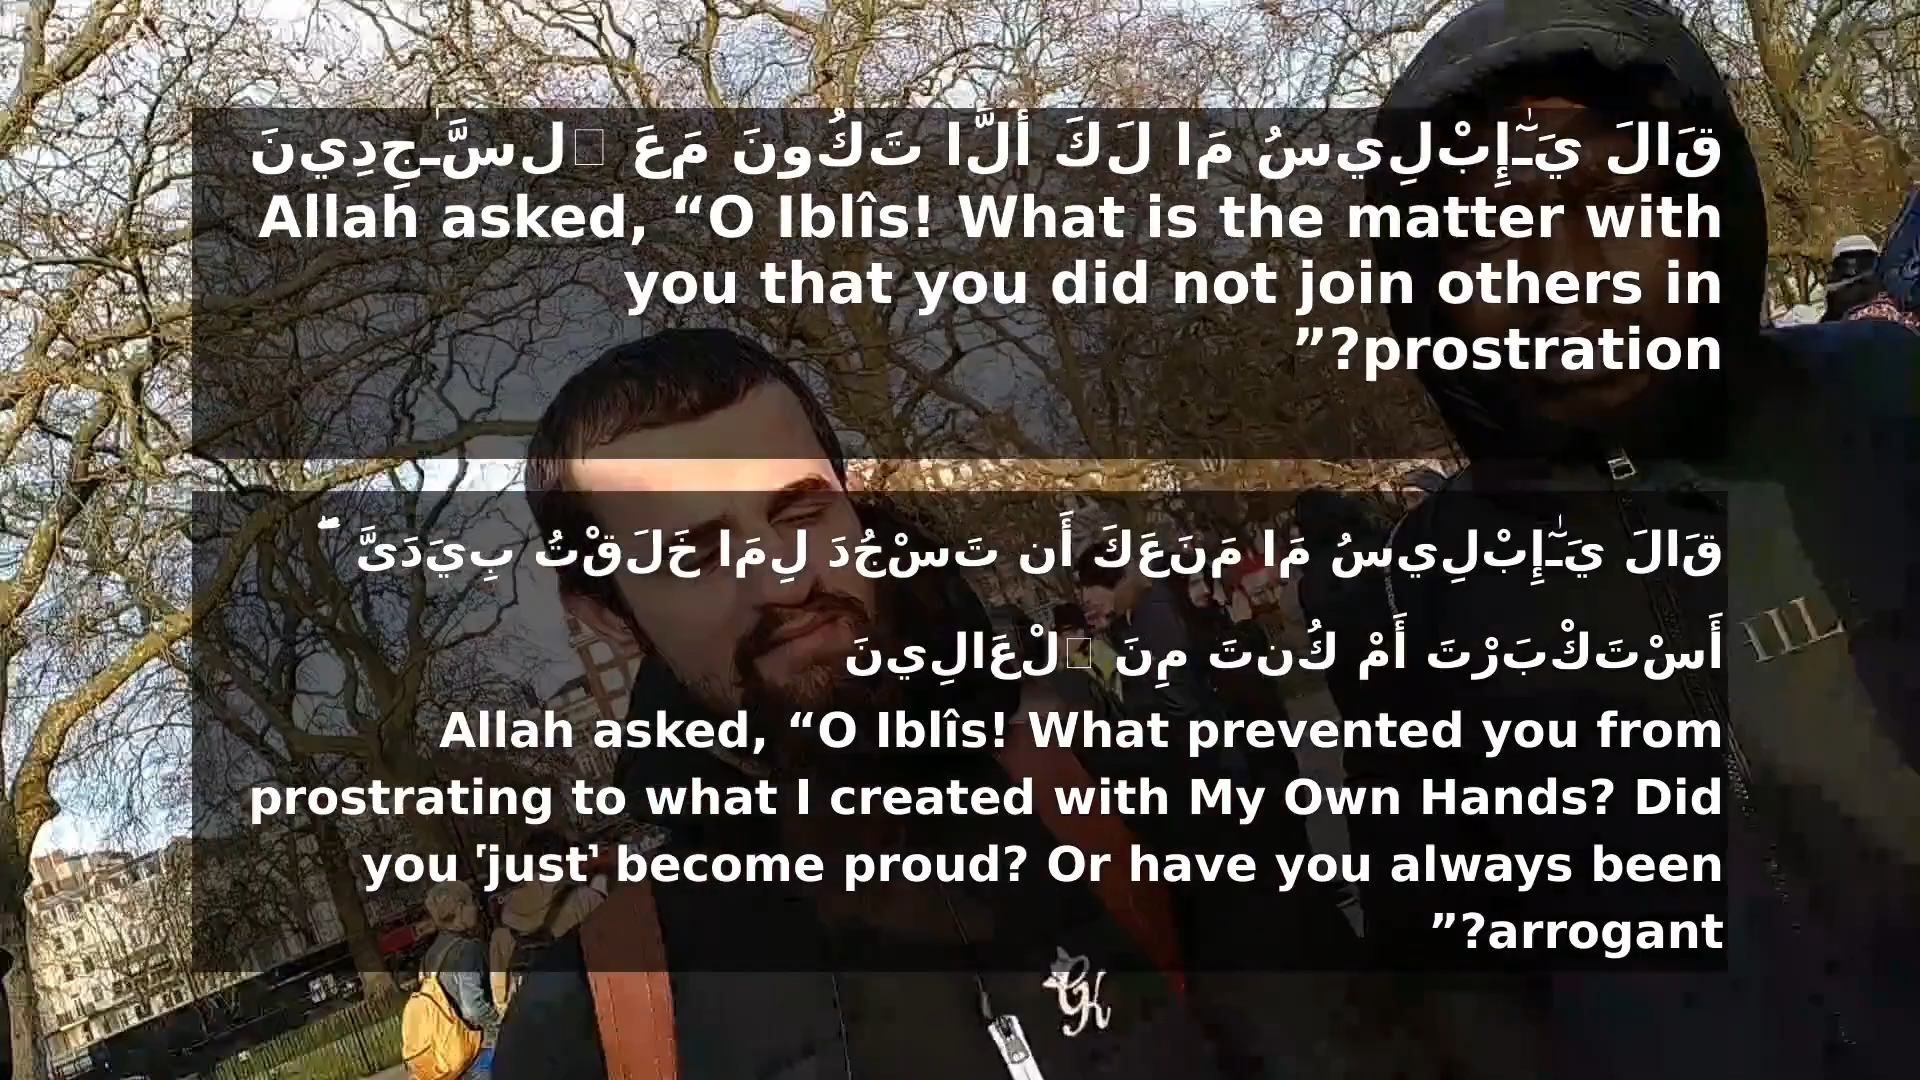 قَالَ يَـٰٓإِبْلِيسُ مَا لَكَ أَلَّا تَكُونَ مَعَ ٱلسَّـٰجِدِينَ
Allah asked, “O Iblîs! What is the matter with
you that you did not join others in
prostration?”
قَالَ يَـٰٓإِبْلِيسُ مَا مَنَعَكَ أَن تَسْجُدَ لِمَا خَلَقْتُ بِيَدَىَّ ۖ
أَسْتَكْبَرْتَ أَمْ كُنتَ مِنَ ٱلْعَالِينَ
Allah asked, “O Iblîs! What prevented you from
prostrating to what I created with My Own Hands? Did
you ˹just˺ become proud? Or have you always been
arrogant?”
GK